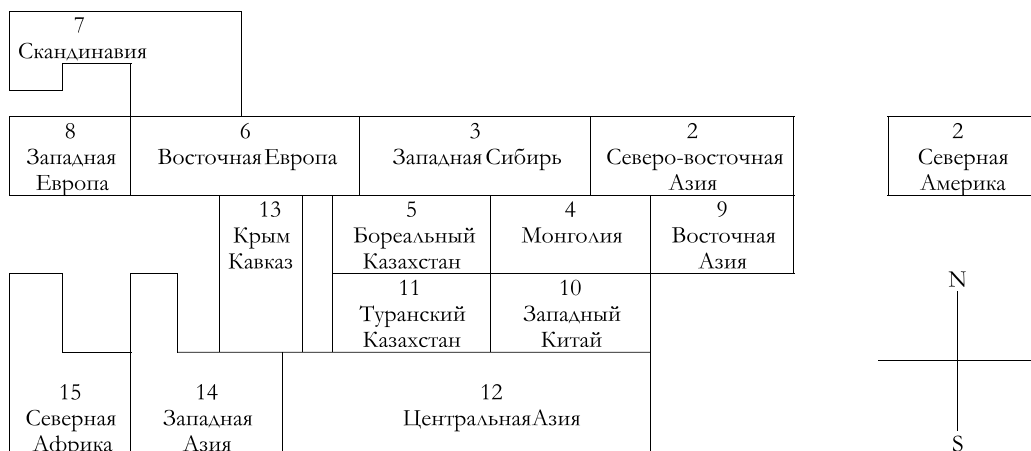 7
Скандинавия
8
Западная
Европа
6
Восточная Европа
3
Западная Сибирь
2
Северо-восточная
Азия
2
Северная
Америка
13
Крым
Кавказ
5
Бореальный
Казахстан
4
Монголия
9
Восточная
Азия
11
Туранский
Казахстан
10
Западный
Китай
N
15
Северная
Африка
14
Западная
Азия
12
Центральная Азия
S